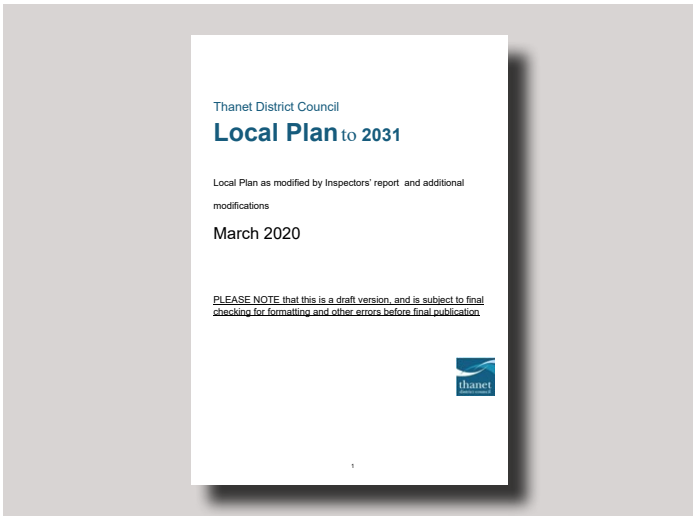 Thanet District Council
Local Plan to 2031
Local Plan as modified by Inspectors' report and additional
modifications
March 2020
PLEASE NOTE that this is a draft version, and is subject to final
checking for formatting and other errors before final publication
thanet
district council
1